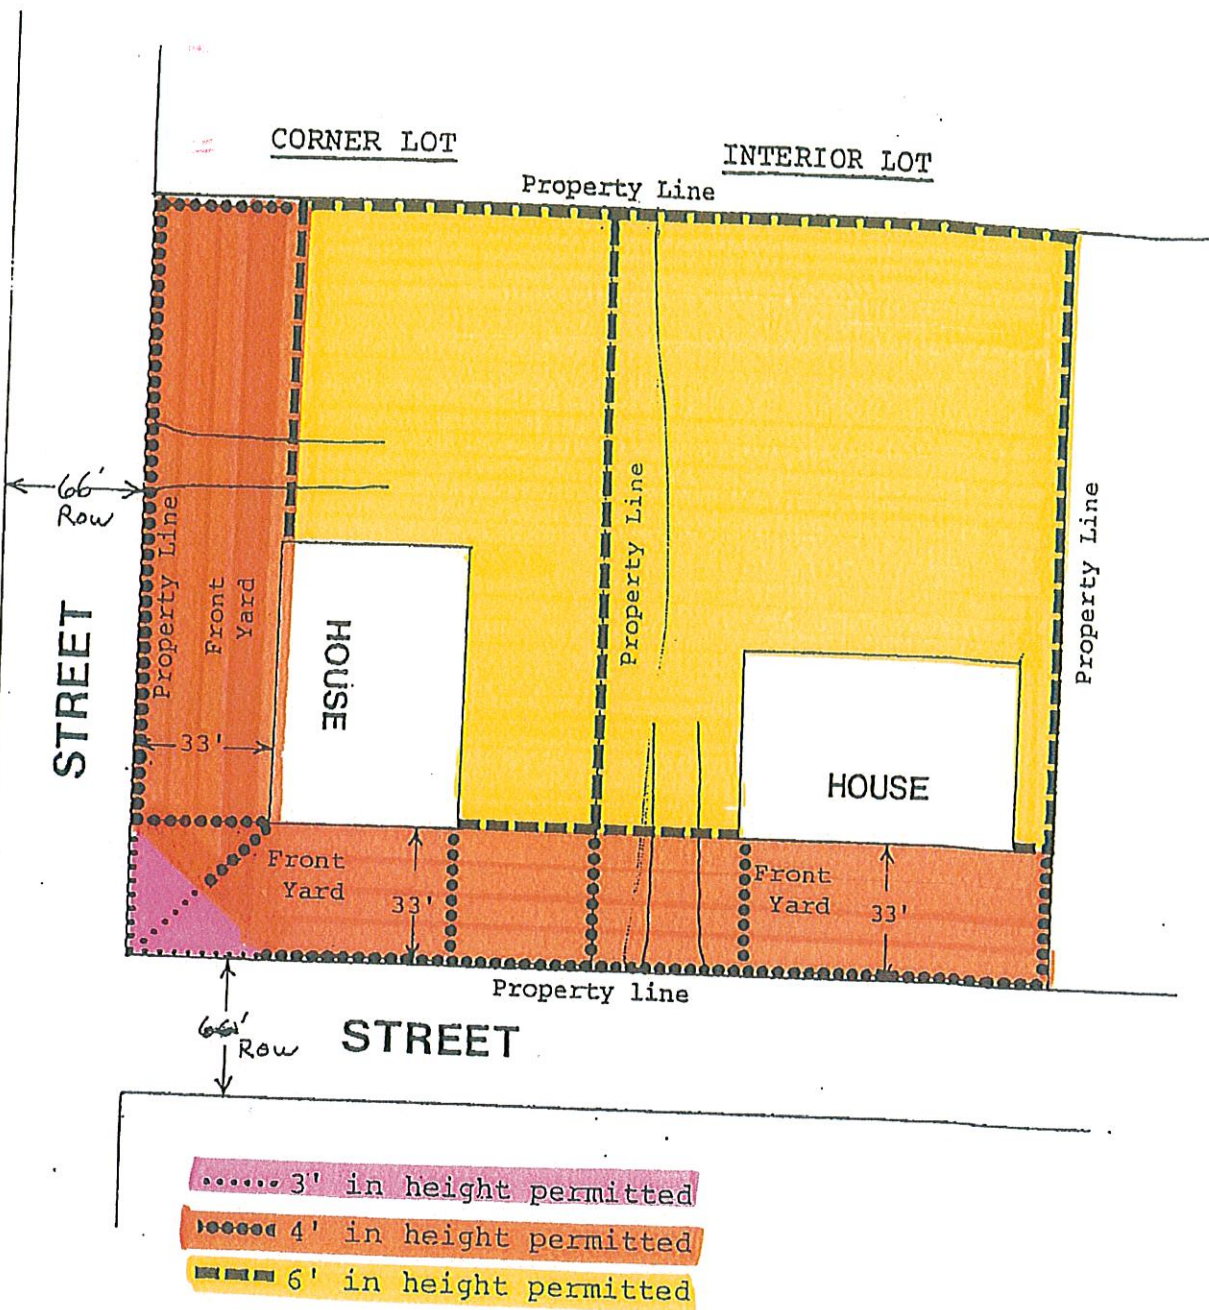 CORNER LOT
INTERIOR LOT
Property Line
66'
Row
STREET
Property Line
Front
Yard
33'
HOUSE
Property Line
Property Line
HOUSE
Front
Yard
33'
Front
Yard
33'
Property line
66'
Row
STREET
3' in height permitted
4' in height permitted
6' in height permitted